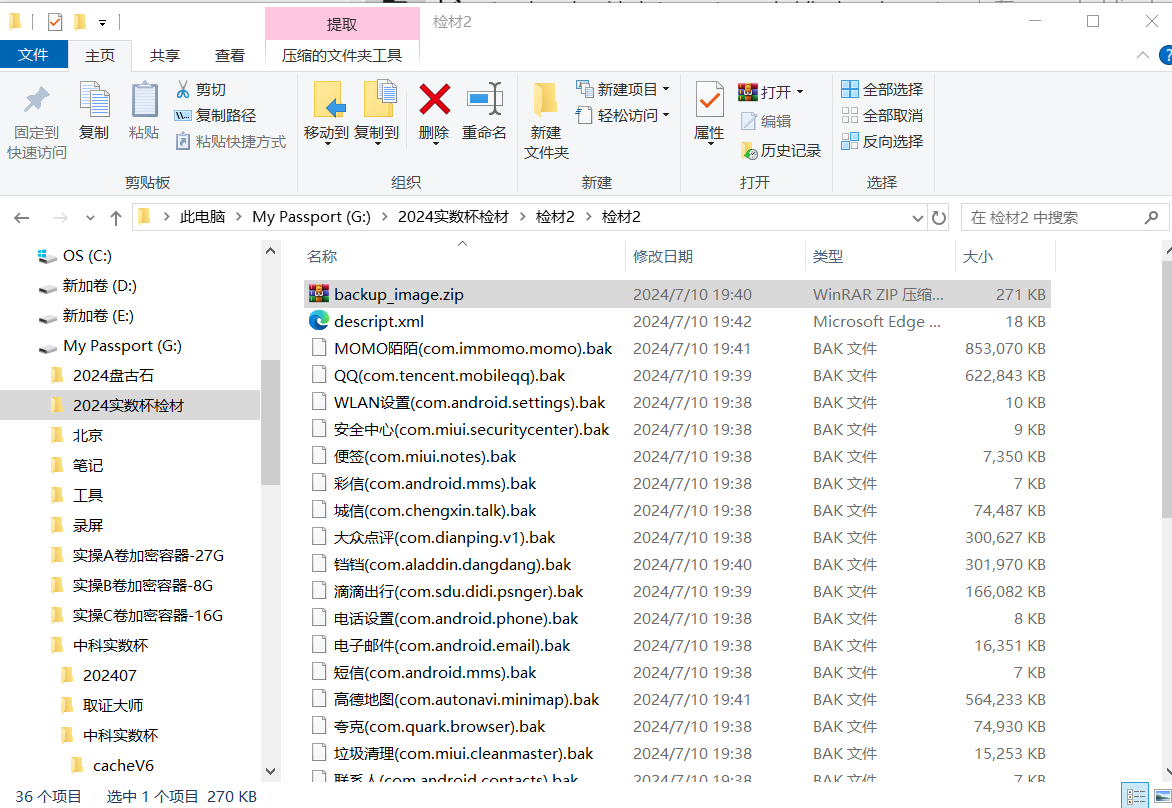 提取
检材2
文件
主页
共享
查看
压缩的文件夹工具
固定到
快速访问
复制
粘贴
剪切
复制路径
粘贴快捷方式
剪贴板
移动到
复制到
删除
重命名
组织
新建
文件夹
新建项目
轻松访问
新建
属性
打开
编辑
历史记录
打开
全部选择
全部取消
反向选择
选择
此电脑 > My Passport (G:) > 2024实数杯检材 > 检材2 > 检材2
在 检材2 中搜索
OS (C:)
新加卷 (D:)
新加卷 (E:)
My Passport (G:)
2024盘古石
2024实数杯检材
北京
笔记
工具
录屏
实操A卷加密容器-27G
实操B卷加密容器-8G
实操C卷加密容器-16G
中科实数杯
202407
取证大师
中科实数杯
cacheV6
名称 修改日期 类型 大小
backup_image.zip 2024/7/10 19:40 WinRAR ZIP 压缩... 271 KB
descript.xml 2024/7/10 19:42 Microsoft Edge ... 18 KB
MOMO陌陌(com.immomo.momo).bak 2024/7/10 19:41 BAK 文件 853,070 KB
QQ(com.tencent.mobileqq).bak 2024/7/10 19:39 BAK 文件 622,843 KB
WLAN设置(com.android.settings).bak 2024/7/10 19:38 BAK 文件 10 KB
安全中心(com.miui.securitycenter).bak 2024/7/10 19:38 BAK 文件 9 KB
便签(com.miui.notes).bak 2024/7/10 19:38 BAK 文件 7,350 KB
彩信(com.android.mms).bak 2024/7/10 19:38 BAK 文件 7 KB
城信(com.chengxin.talk).bak 2024/7/10 19:38 BAK 文件 74,487 KB
大众点评(com.dianping.v1).bak 2024/7/10 19:38 BAK 文件 300,627 KB
铛铛(com.aladdin.dangdang).bak 2024/7/10 19:40 BAK 文件 301,970 KB
滴滴出行(com.sdu.didi.psnger).bak 2024/7/10 19:39 BAK 文件 166,082 KB
电话设置(com.android.phone).bak 2024/7/10 19:38 BAK 文件 8 KB
电子邮件(com.android.email).bak 2024/7/10 19:38 BAK 文件 16,351 KB
短信(com.android.mms).bak 2024/7/10 19:38 BAK 文件 7 KB
高德地图(com.autonavi.minimap).bak 2024/7/10 19:41 BAK 文件 564,233 KB
夸克(com.quark.browser).bak 2024/7/10 19:38 BAK 文件 74,930 KB
垃圾清理(com.miui.cleanmaster).bak 2024/7/10 19:38 BAK 文件 15,253 KB
联系人(com.android.contacts).bak 2024/7/10 19:38 BAK 文件 7 KB
36 个项目 选中 1 个项目 270 KB